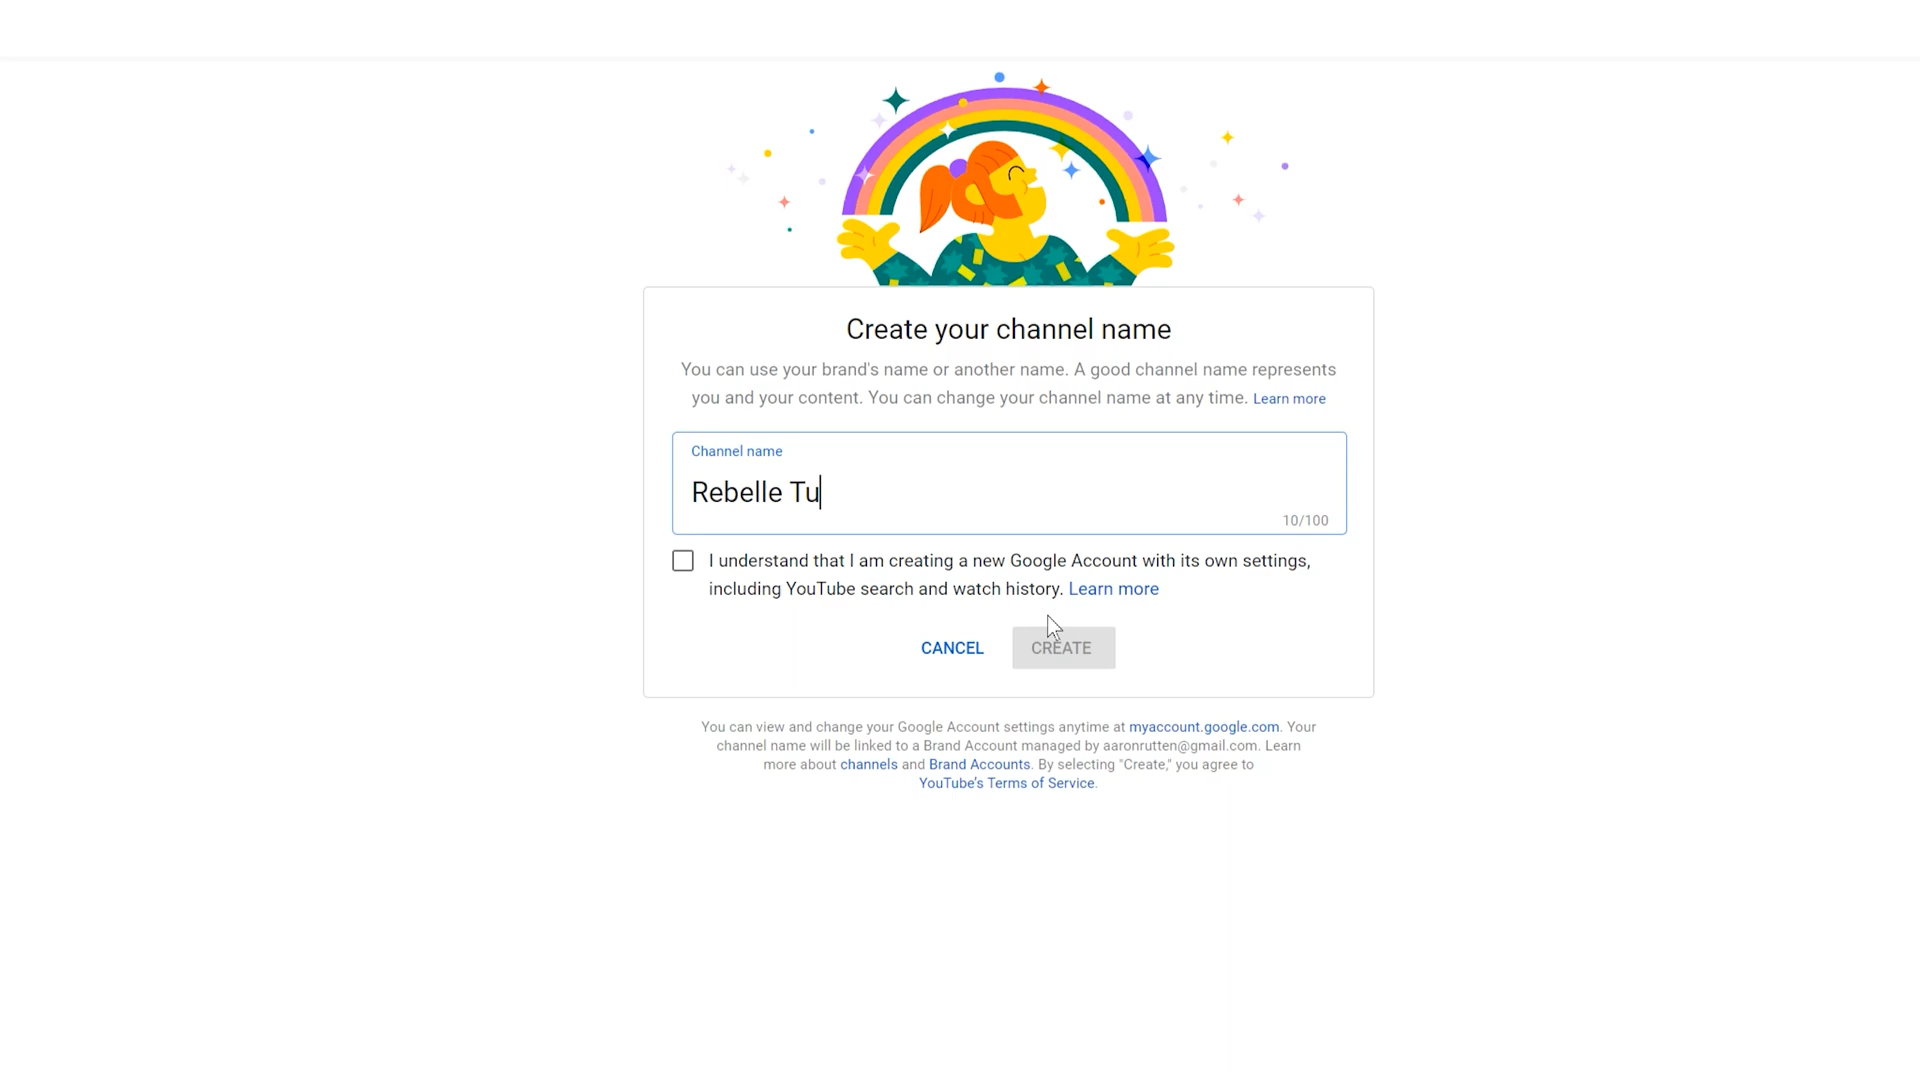 Create your channel name
You can use your brand's name or another name. A good channel name represents
you and your content. You can change your channel name at any time. Learn more
Channel name
Rebelle Tu
10/100
I understand that I am creating a new Google Account with its own settings,
including YouTube search and watch history. Learn more
CANCEL CREATE
You can view and change your Google Account settings anytime at myaccount.google.com. Your
channel name will be linked to a Brand Account managed by aaronrutten@gmail.com. Learn
more about channels and Brand Accounts. By selecting "Create," you agree to
YouTube's Terms of Service.